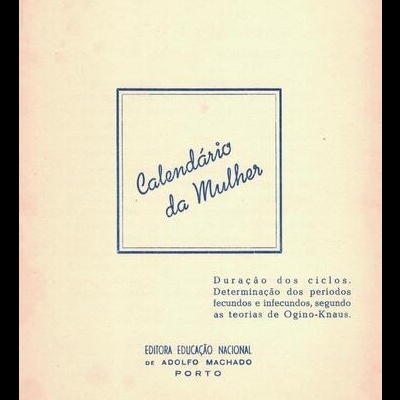 Calendário
da Mulher
Duração dos ciclos.
Determinação dos períodos
fecundos e infecundos, segundo
as teorias de Ogino-Knaus.
EDITORA EDUCAÇÃO NACIONAL
DE ADOLFO MACHADO
PORTO